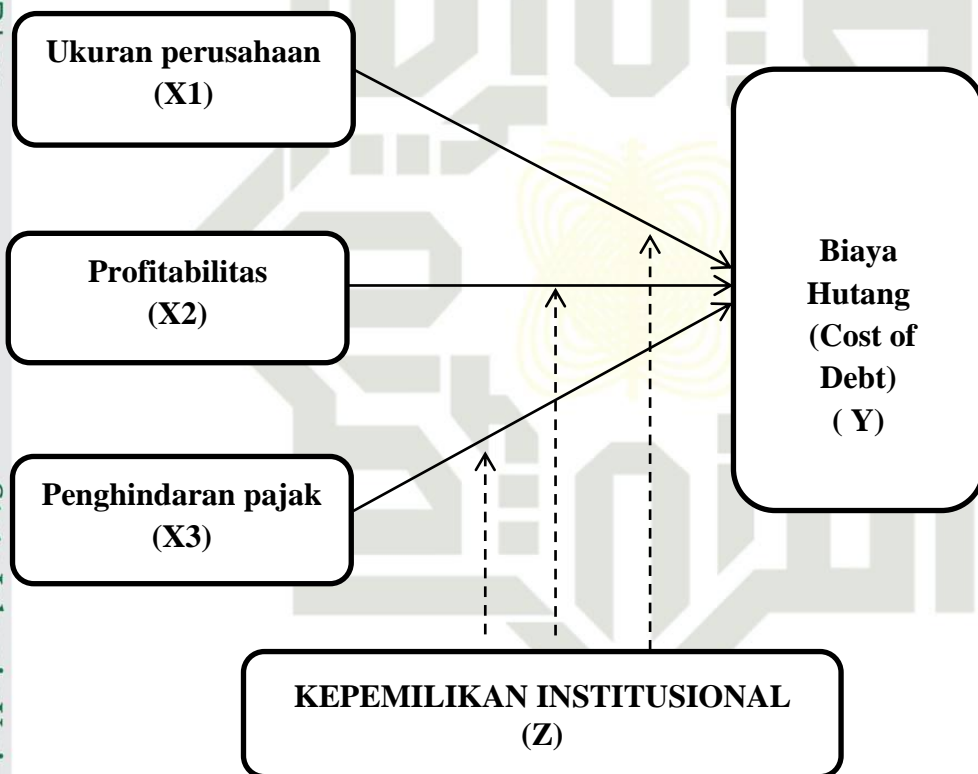 Ukuran perusahaan
(X1)
Profitabilitas
(X2)
Penghindaran pajak
(X3)
Biaya
Hutang
(Cost of
Debt)
( Y)
KEPEMILIKAN INSTITUSIONAL
(Z)